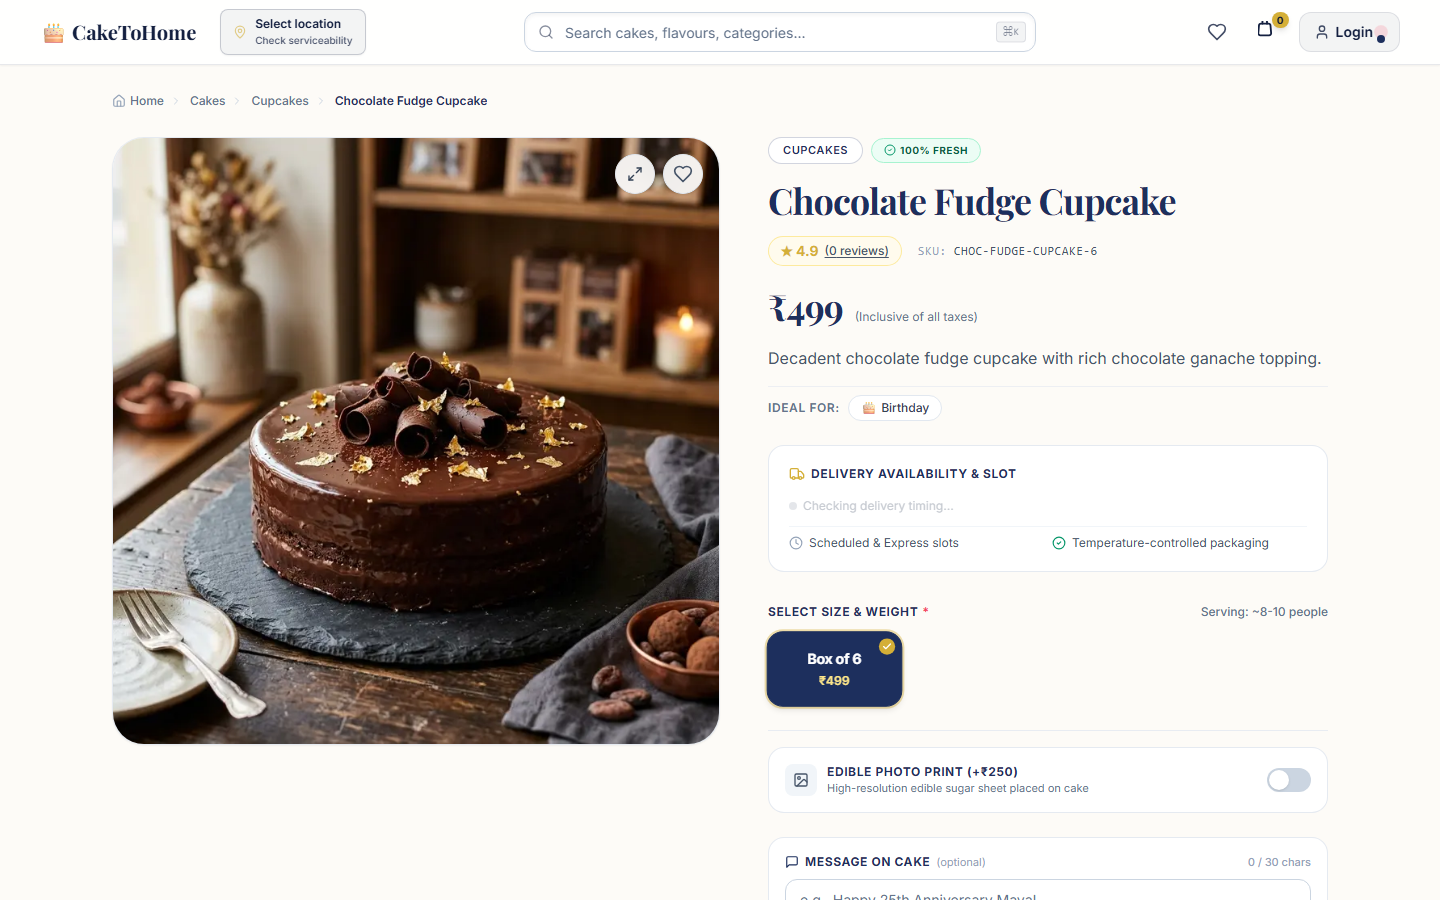 CakeToHome
Select location
Check serviceability
Search cakes, flavours, categories...
⌘K
0
Login
Home
Cakes
Cupcakes
Chocolate Fudge Cupcake
CUPCAKES
100% FRESH
Chocolate Fudge Cupcake
★ 4.9 (0 reviews)
SKU: CHOC-FUDGE-CUPCAKE-6
₹499 (Inclusive of all taxes)
Decadent chocolate fudge cupcake with rich chocolate ganache topping.
IDEAL FOR: Birthday
DELIVERY AVAILABILITY & SLOT
Checking delivery timing...
Scheduled & Express slots
Temperature-controlled packaging
SELECT SIZE & WEIGHT *
Serving: ~8-10 people
Box of 6
₹499
EDIBLE PHOTO PRINT (+₹250)
High-resolution edible sugar sheet placed on cake
MESSAGE ON CAKE (optional)
0 / 30 chars
e.g., Happy 25th Anniversary Maya!